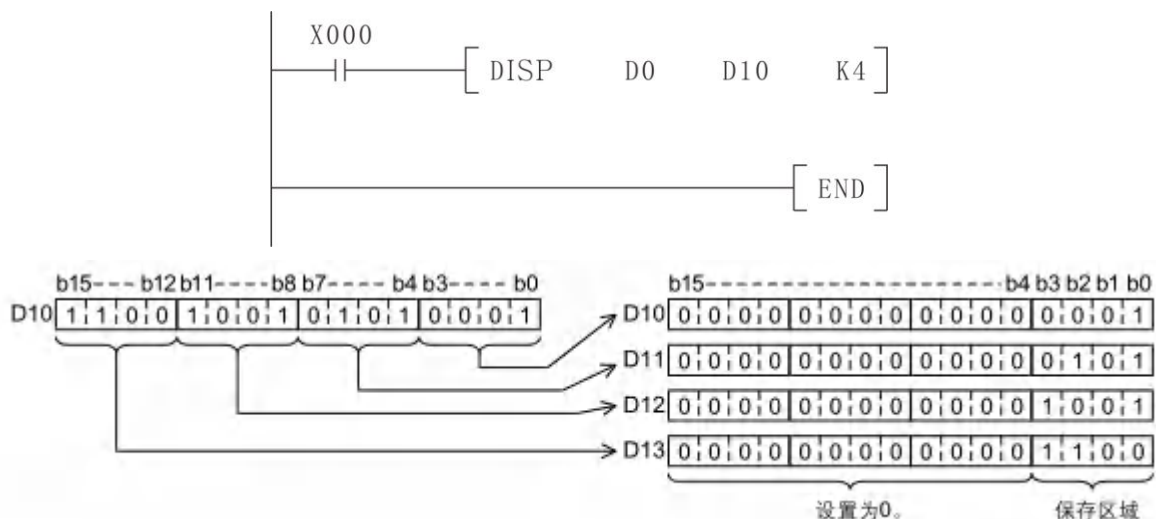 X000
DISP D0 D10 K4
END
b15----b12 b11-----b8 b7-----b4 b3-----b0
D10 1 1 0 0 1 0 0 1 0 1 0 1 0 0 0 1
b15----------------------------b4 b3 b2 b1 b0
D10 0 0 0 0 0 0 0 0 0 0 0 0 0 0 0 1
D11 0 0 0 0 0 0 0 0 0 0 0 0 0 1 0 1
D12 0 0 0 0 0 0 0 0 0 0 0 0 1 0 0 1
D13 0 0 0 0 0 0 0 0 0 0 0 0 1 1 0 0
设置为0。 保存区域